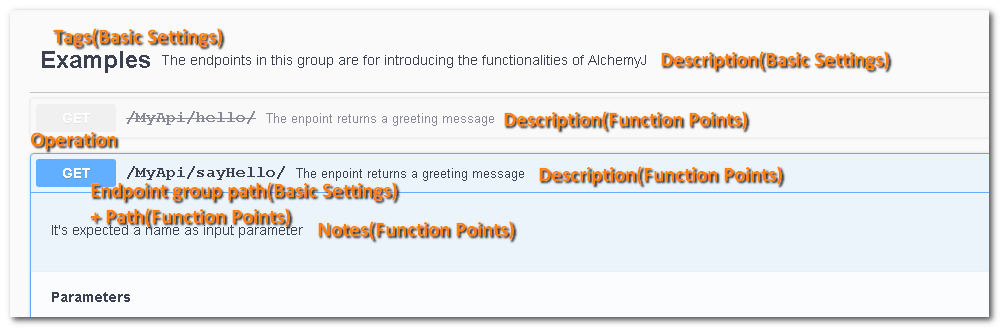 Tags(Basic Settings)
Examples The endpoints in this group are for introducing the functionalities of AlchemyJ Description(Basic Settings)
GET /MyApi/hello/ The enpoint returns a greeting message Description(Function Points)
Operation
GET /MyApi/sayHello/ The enpoint returns a greeting message Description(Function Points)
Endpoint group path(Basic Settings)
+ Path(Function Points)
It's expected a name as input parameter Notes(Function Points)
Parameters